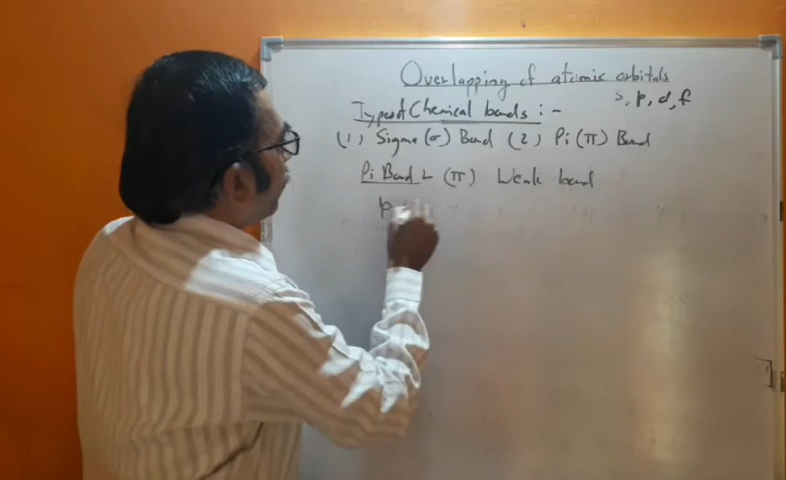 Overlapping of atomic orbitals
s, p, d, f
Types of Chemical bonds : -
(1) Sigma (σ) Bond (2) Pi (π) Bond
Pi Bond :- (π) Weak bond
p